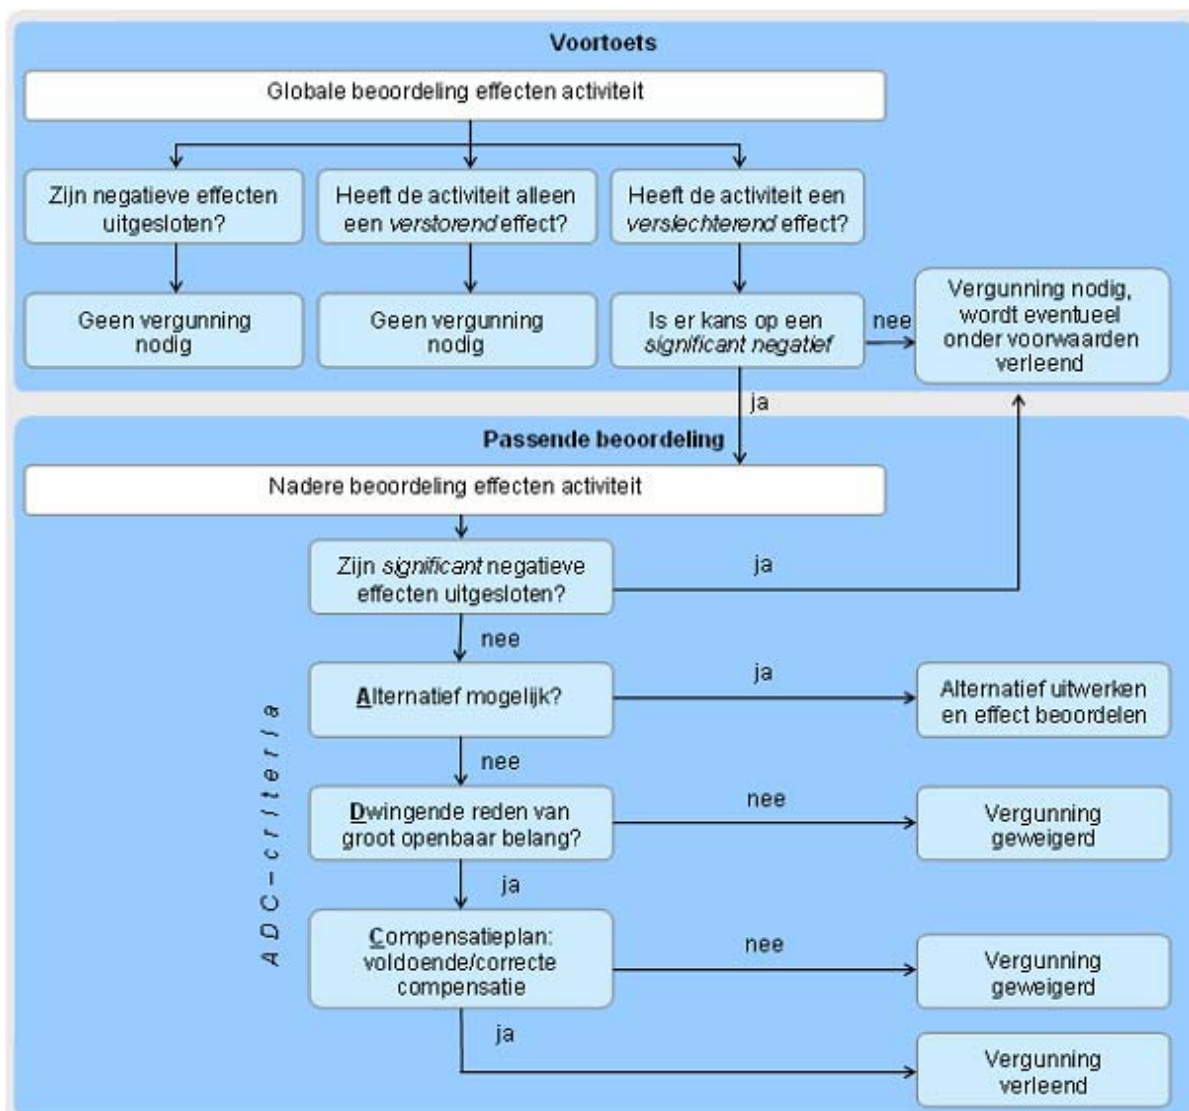 Voortoets
Globale beoordeling effecten activiteit
Zijn negatieve effecten
uitgesloten?
Heeft de activiteit alleen
een verstorend effect?
Heeft de activiteit een
verslechterend effect?
Geen vergunning
nodig
Geen vergunning
nodig
Is er kans op een
significant negatief
nee
Vergunning nodig,
wordt eventueel
onder voorwaarden
verleend
ja
Passende beoordeling
Nadere beoordeling effecten activiteit
Zijn significant negatieve
effecten uitgesloten?
ja
nee
ADC-criteria
Alternatief mogelijk?
ja
Alternatief uitwerken
en effect beoordelen
nee
Dwingende reden van
groot openbaar belang?
nee
Vergunning
geweigerd
ja
Compensatieplan:
voldoende/correcte
compensatie
nee
Vergunning
geweigerd
ja
Vergunning
verleend